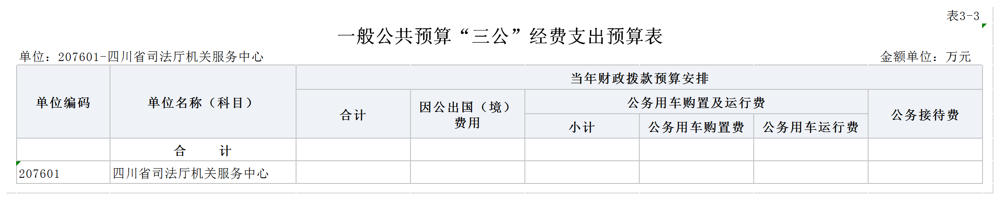 表3-3
一般公共预算“三公”经费支出预算表
单位：207601-四川省司法厅机关服务中心 金额单位：万元
单位编码 单位名称（科目） 当年财政拨款预算安排
合计 因公出国（境）费用 公务用车购置及运行费 公务接待费
小计 公务用车购置费 公务用车运行费
合 计
207601 四川省司法厅机关服务中心